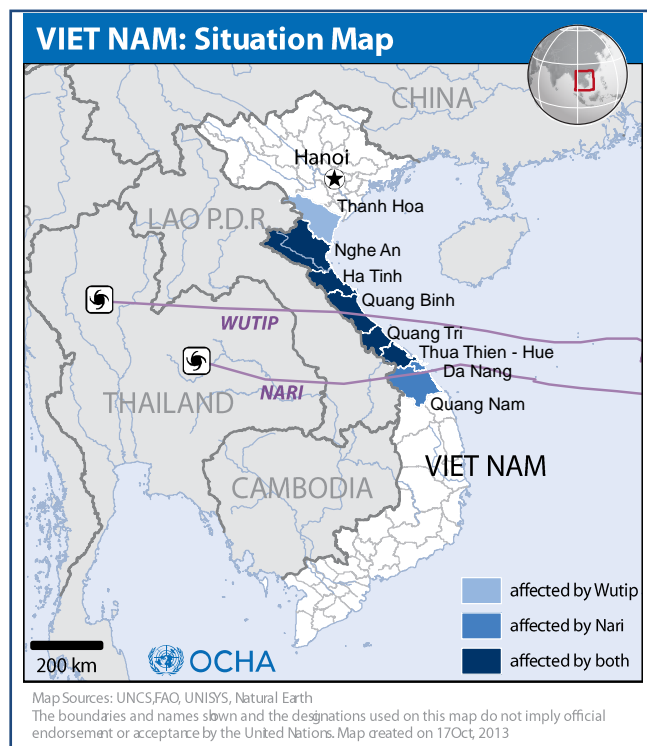 VIET NAM: Situation Map
CHINA
Hanoi
Thanh Hoa
LAO P.D.R
Nghe An
Ha Tinh
Quang Binh
WUTIP
Quang Tri
Thua Thien - Hue
Da Nang
NARI
THAILAND
Quang Nam
VIET NAM
CAMBODIA
affected by Wutip
affected by Nari
affected by both
200 km
OCHA
Map Sources: UNCS,FAO, UNISYS, Natural Earth
The boundaries and names shown and the designations used on this map do not imply official
endorsement or acceptance by the United Nations. Map created on 17Oct, 2013